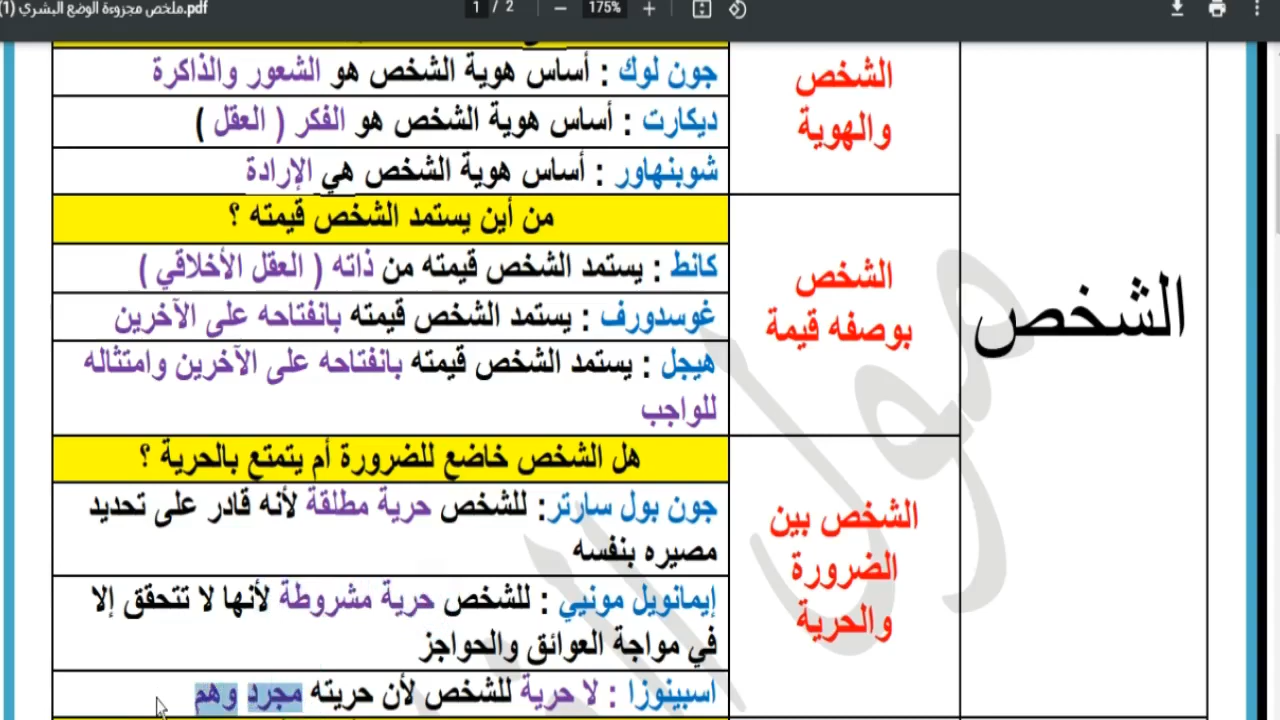 ملخص مجزوءة الوضع البشري (1).pdf
1 / 2
175%
الشخص
الشخص
والهوية
جون لوك : أساس هوية الشخص هو الشعور والذاكرة
ديكارت : أساس هوية الشخص هو الفكر ( العقل )
شوبنهاور : أساس هوية الشخص هي الإرادة
الشخص
بوصفه قيمة
من أين يستمد الشخص قيمته ؟
كانط : يستمد الشخص قيمته من ذاته ( العقل الأخلاقي )
غوسدورف : يستمد الشخص قيمته بانفتاحه على الآخرين
هيجل : يستمد الشخص قيمته بانفتاحه على الآخرين وامتثاله
للواجب
الشخص بين
الضرورة
والحرية
هل الشخص خاضع للضرورة أم يتمتع بالحرية ؟
جون بول سارتر: للشخص حرية مطلقة لأنه قادر على تحديد
مصيره بنفسه
إيمانويل مونيي : للشخص حرية مشروطة لأنها لا تتحقق إلا
في مواجة العوائق والحواجز
اسبينوزا : لا حرية للشخص لأن حريته مجرد وهم